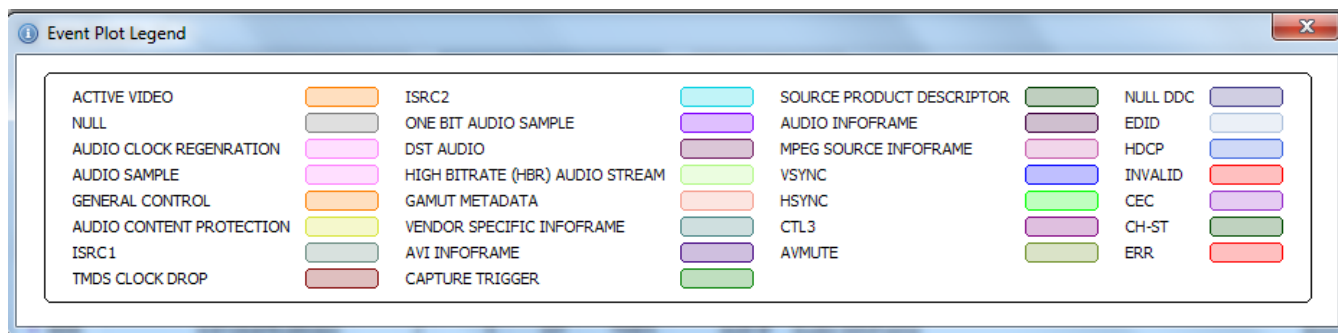 Event Plot Legend
ACTIVE VIDEO ISRC2 SOURCE PRODUCT DESCRIPTOR NULL DDC
NULL ONE BIT AUDIO SAMPLE AUDIO INFOFRAME EDID
AUDIO CLOCK REGENRATION DST AUDIO MPEG SOURCE INFOFRAME HDCP
AUDIO SAMPLE HIGH BITRATE (HBR) AUDIO STREAM VSYNC INVALID
GENERAL CONTROL GAMUT METADATA HSYNC CEC
AUDIO CONTENT PROTECTION VENDOR SPECIFIC INFOFRAME CTL3 CH-ST
ISRC1 AVI INFOFRAME AVMUTE ERR
TMDS CLOCK DROP CAPTURE TRIGGER